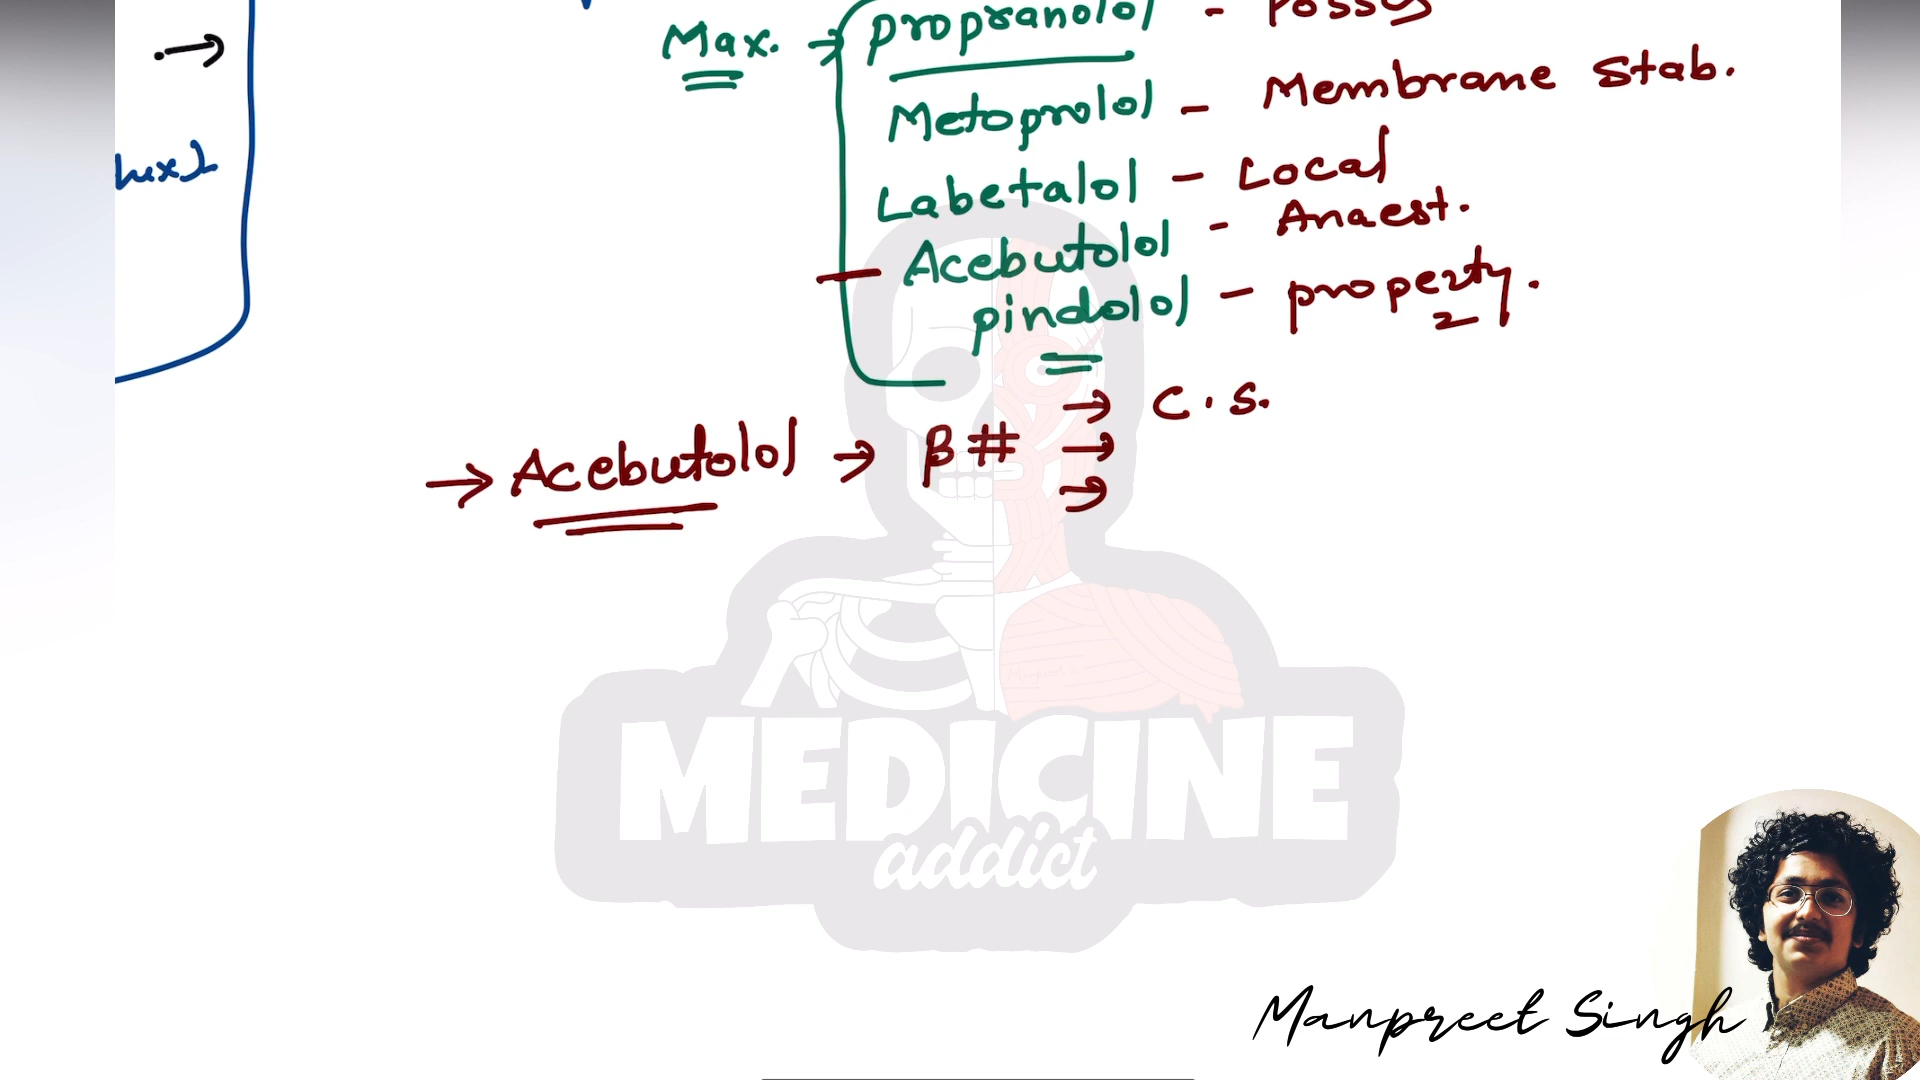 Max. → propranolol - Possess
Metoprolol - Membrane Stab.
Labetalol - Local
Acebutolol - Anaest.
pindolol - property.
→ C.S.
→ Acebutolol → β# →
→
MEDICINE
addict
Manpreet Singh